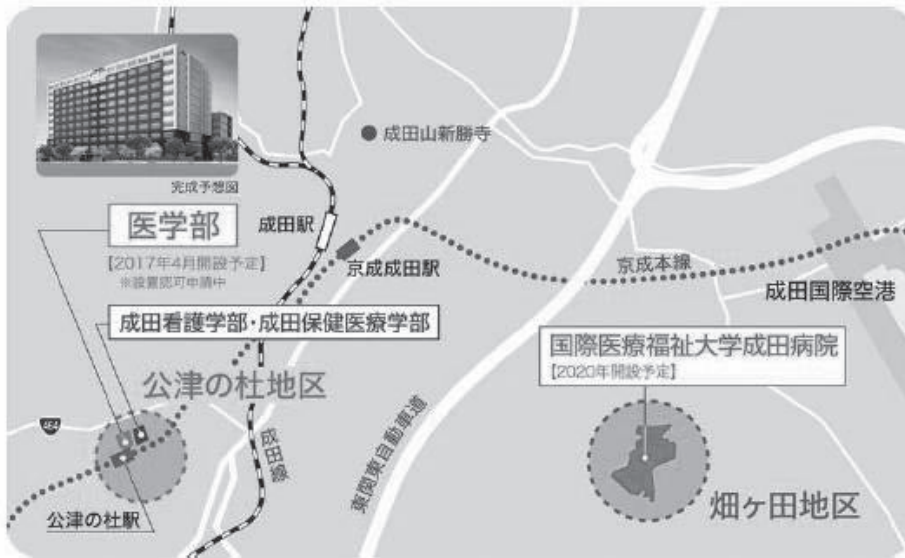 完成予想図
医学部
【2017年4月開設予定】
※設置認可申請中
成田看護学部・成田保健医療学部
公津の杜地区
464
公津の杜駅
成田駅
京成成田駅
成田山新勝寺
成田線
東関東自動車道
京成本線
成田国際空港
国際医療福祉大学成田病院
【2020年開設予定】
畑ヶ田地区